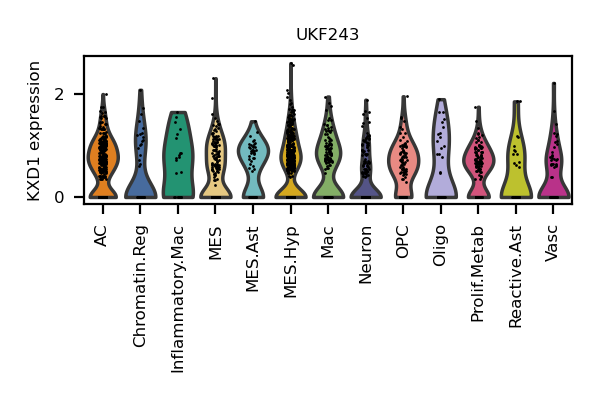 UKF243
KXD1 expression
2
0
AC
Chromatin.Reg
Inflammatory.Mac
MES
MES.Ast
MES.Hyp
Mac
Neuron
OPC
Oligo
Prolif.Metab
Reactive.Ast
Vasc